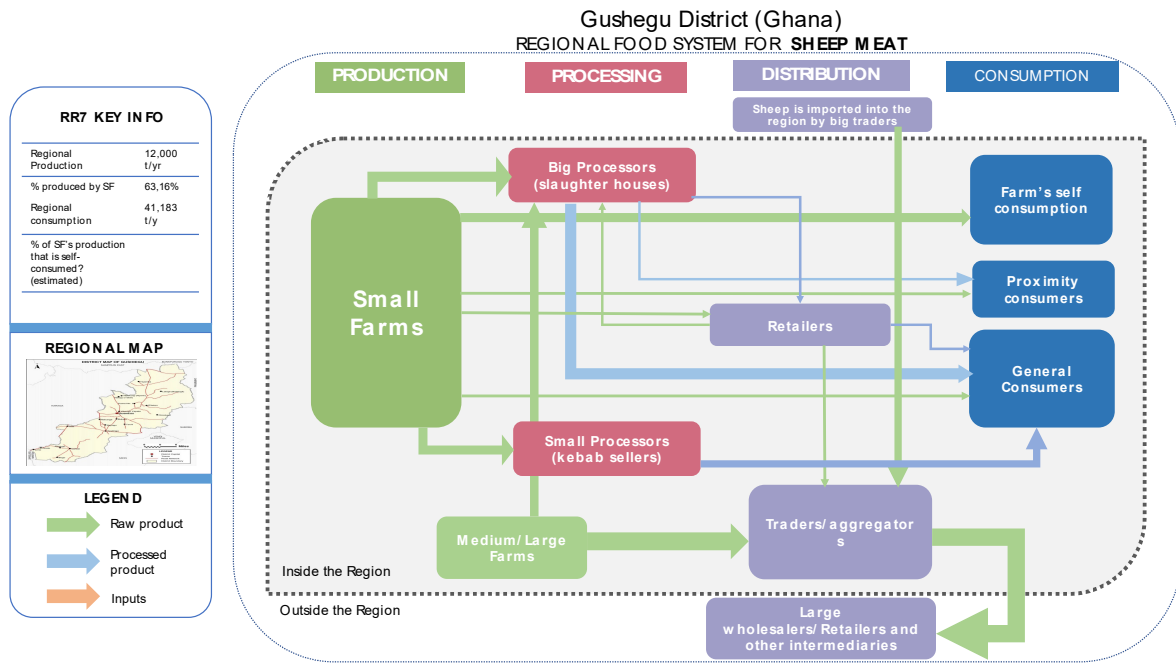 Gushegu District (Ghana)
REGIONAL FOOD SYSTEM FOR SHEEP MEAT
PRODUCTION
PROCESSING
DISTRIBUTION
CONSUMPTION
Sheep is imported into the
region by big traders
RR7 KEY INFO
Regional
Production
12,000
t/yr
% produced by SF
63,16%
Regional
consumption
41,183
t/y
% of SF's production
that is self-
consumed?
(estimated)
REGIONAL MAP
LEGEND
Raw product
Processed
product
Inputs
Big Processors
(slaughter houses)
Farm's self
consumption
Small
Farms
Proximity
consumers
Retailers
General
Consumers
Small Processors
(kebab sellers)
Medium/Large
Farms
Traders/aggregator
s
Inside the Region
Outside the Region
Large
wholesalers/Retailers and
other intermediaries